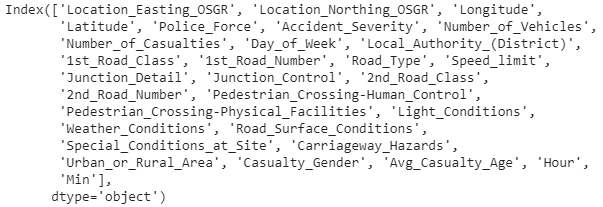 Index(['Location_Easting_OSGR', 'Location_Northing_OSGR', 'Longitude',
'Latitude', 'Police_Force', 'Accident_Severity', 'Number_of_Vehicles',
'Number_of_Casualties', 'Day_of_Week', 'Local_Authority_(District)',
'1st_Road_Class', '1st_Road_Number', 'Road_Type', 'Speed_limit',
'Junction_Detail', 'Junction_Control', '2nd_Road_Class',
'2nd_Road_Number', 'Pedestrian_Crossing-Human_Control',
'Pedestrian_Crossing-Physical_Facilities', 'Light_Conditions',
'Weather_Conditions', 'Road_Surface_Conditions',
'Special_Conditions_at_Site', 'Carriageway_Hazards',
'Urban_or_Rural_Area', 'Casualty_Gender', 'Avg_Casualty_Age', 'Hour',
'Min'],
dtype='object')